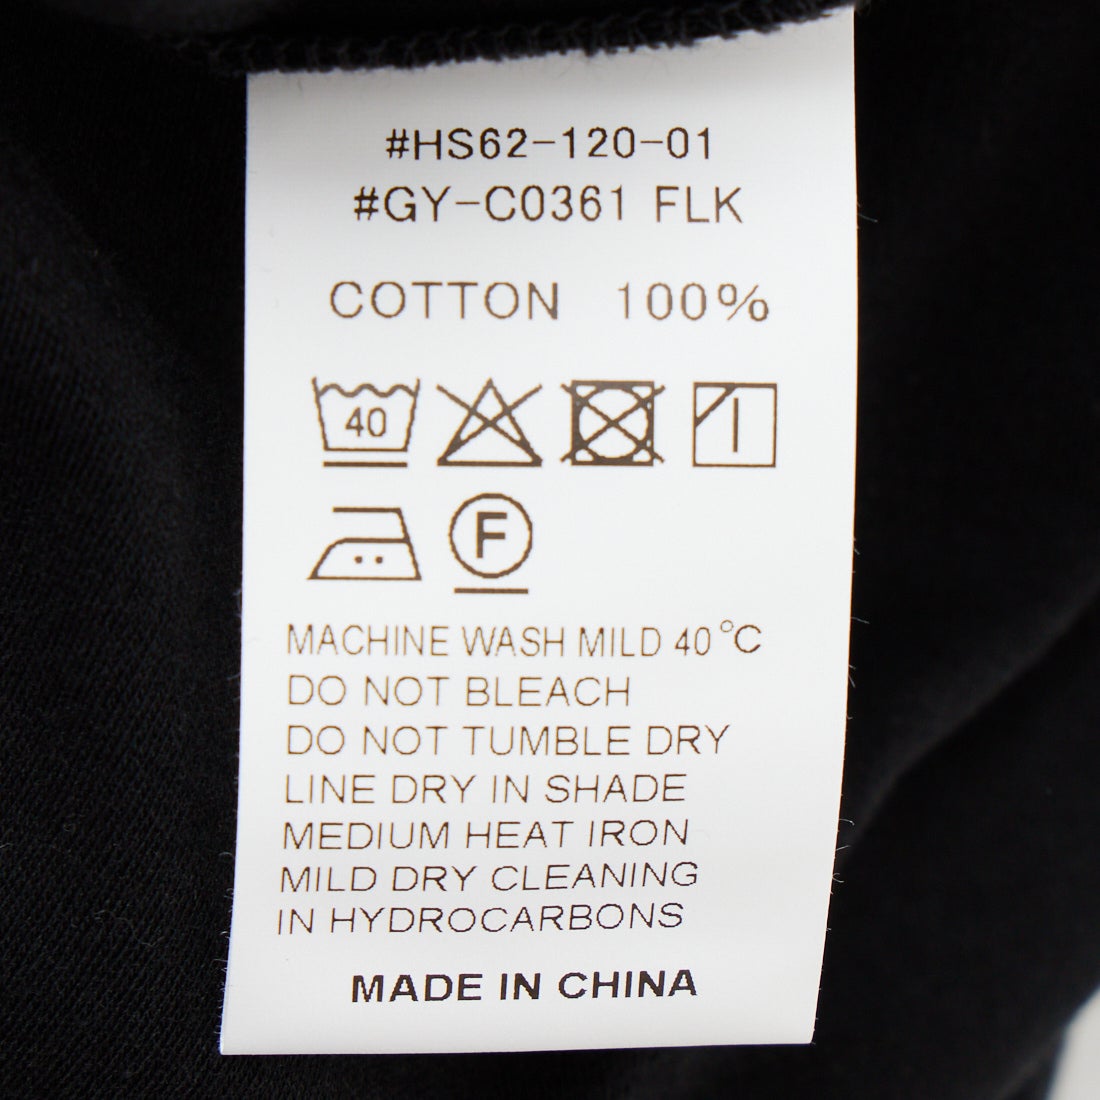 #HS62-120-01
#GY-C0361 FLK
COTTON 100%
40
F
MACHINE WASH MILD 40°C
DO NOT BLEACH
DO NOT TUMBLE DRY
LINE DRY IN SHADE
MEDIUM HEAT IRON
MILD DRY CLEANING
IN HYDROCARBONS
MADE IN CHINA